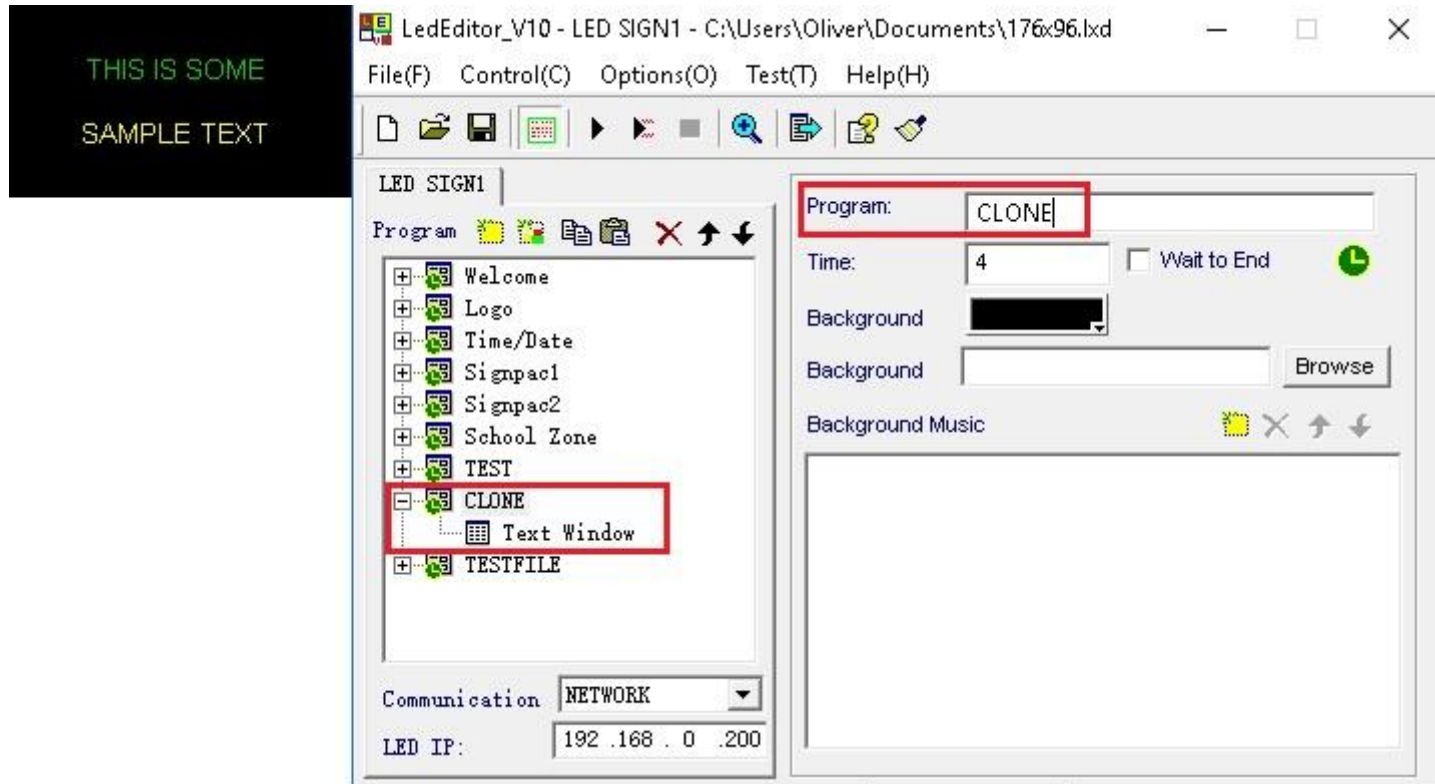 THIS IS SOME
SAMPLE TEXT
LedEditor_V10 - LED SIGN1 - C:\Users\Oliver\Documents\176x96.lxd
File(F) Control(C) Options(O) Test(T) Help(H)
LED SIGN1
Program
Welcome
Logo
Time/Date
Signpac1
Signpac2
School Zone
TEST
CLONE
Text Window
TESTFILE
Communication NETWORK
LED IP: 192 .168 . 0 .200
Program: CLONE
Time: 4 Wait to End
Background
Background Browse
Background Music